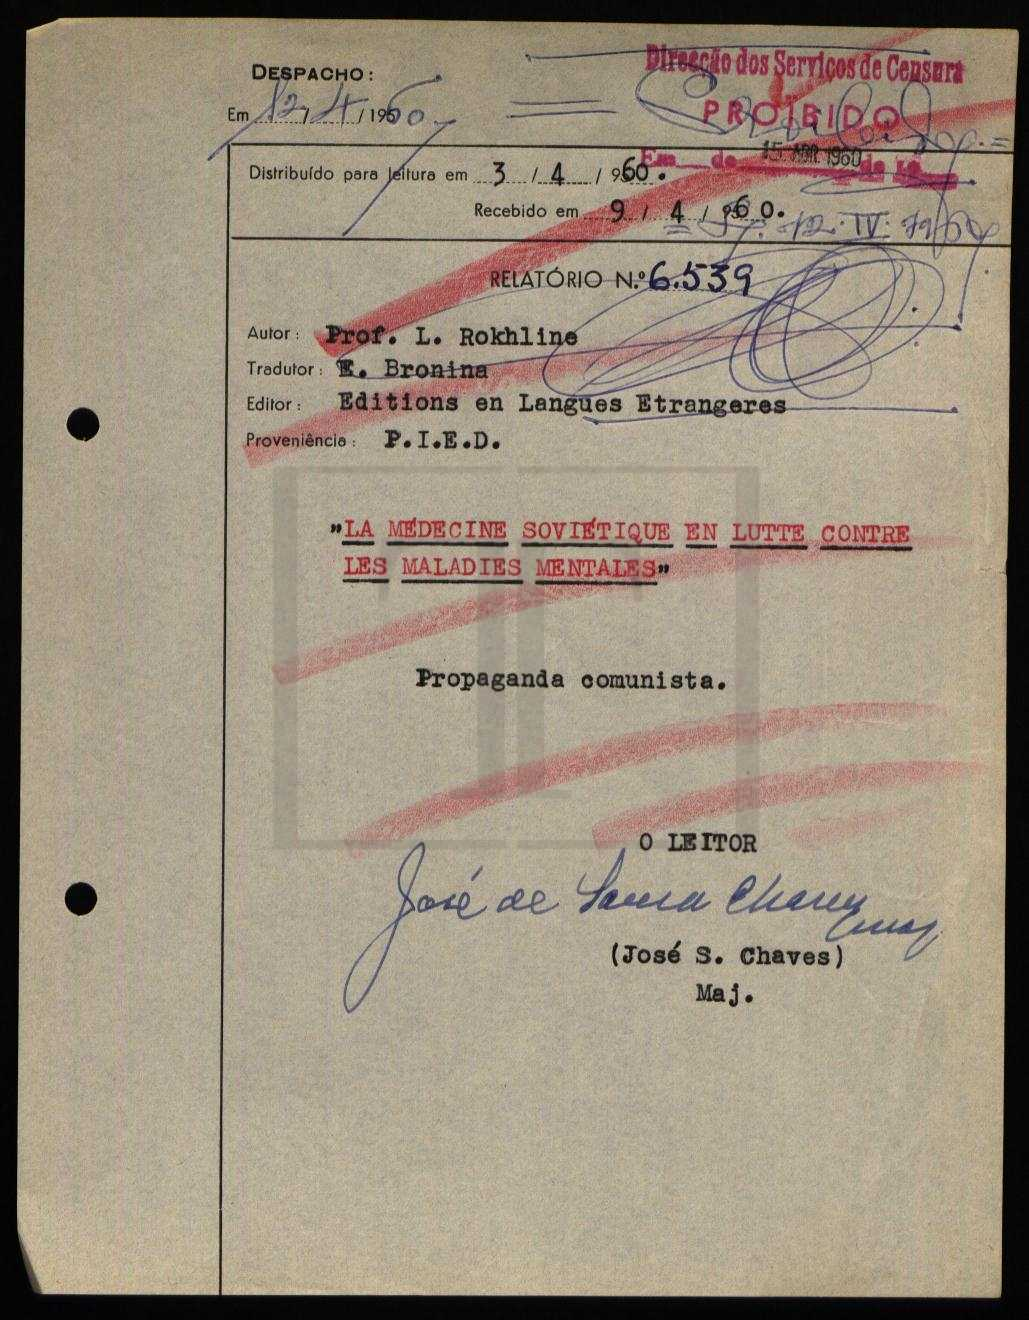 DESPACHO:
Em 12/4/1960.
Direcção dos Serviços de Censura
PROIBIDO
Em de 15 ABR. 1960 de 19
Distribuído para leitura em 3/4/960.
Recebido em 9/4/960.
12.IV.1960
RELATÓRIO N.º 6.539
Autor: Prof. L. Rokhline
Tradutor: E. Bronina
Editor: Editions en Langues Etrangeres
Proveniência: P.I.E.D.
"LA MÉDECINE SOVIÉTIQUE EN LUTTE CONTRE
LES MALADIES MENTALES"
Propaganda comunista.
O LEITOR
José de Sousa Chaves
(José S. Chaves)
Maj.